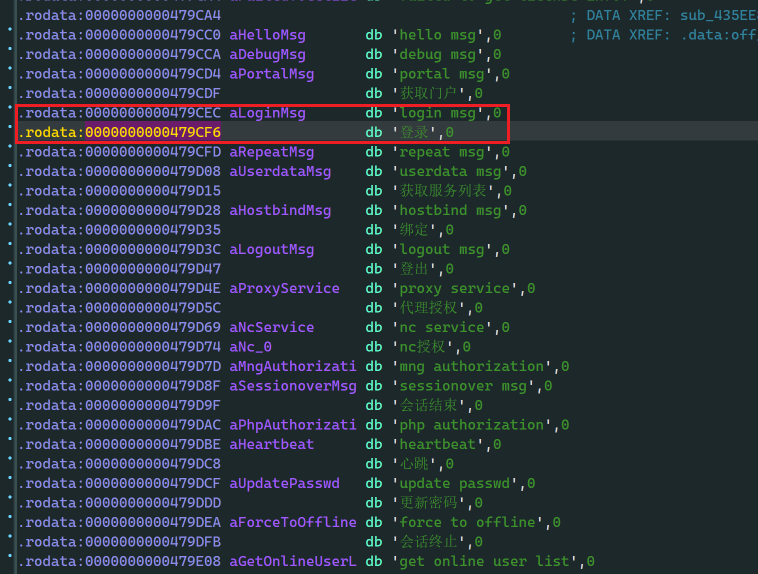 .rodata:0000000000479CA4 ; DATA XREF: sub_435EE
.rodata:0000000000479CC0 aHelloMsg db 'hello msg',0 ; DATA XREF: .data:off_
.rodata:0000000000479CCA aDebugMsg db 'debug msg',0
.rodata:0000000000479CD4 aPortalMsg db 'portal msg',0
.rodata:0000000000479CDF db '获取门户',0
.rodata:0000000000479CEC aLoginMsg db 'login msg',0
.rodata:0000000000479CF6 db '登录',0
.rodata:0000000000479CFD aRepeatMsg db 'repeat msg',0
.rodata:0000000000479D08 aUserdataMsg db 'userdata msg',0
.rodata:0000000000479D15 db '获取服务列表',0
.rodata:0000000000479D28 aHostbindMsg db 'hostbind msg',0
.rodata:0000000000479D35 db '绑定',0
.rodata:0000000000479D3C aLogoutMsg db 'logout msg',0
.rodata:0000000000479D47 db '登出',0
.rodata:0000000000479D4E aProxyService db 'proxy service',0
.rodata:0000000000479D5C db '代理授权',0
.rodata:0000000000479D69 aNcService db 'nc service',0
.rodata:0000000000479D74 aNc_0 db 'nc授权',0
.rodata:0000000000479D7D aMngAuthorizati db 'mng authorization',0
.rodata:0000000000479D8F aSessionoverMsg db 'sessionover msg',0
.rodata:0000000000479D9F db '会话结束',0
.rodata:0000000000479DAC aPhpAuthorizati db 'php authorization',0
.rodata:0000000000479DBE aHeartbeat db 'heartbeat',0
.rodata:0000000000479DC8 db '心跳',0
.rodata:0000000000479DCF aUpdatePasswd db 'update passwd',0
.rodata:0000000000479DDD db '更新密码',0
.rodata:0000000000479DEA aForceToOffline db 'force to offline',0
.rodata:0000000000479DFB db '会话终止',0
.rodata:0000000000479E08 aGetOnlineUserL db 'get online user list',0